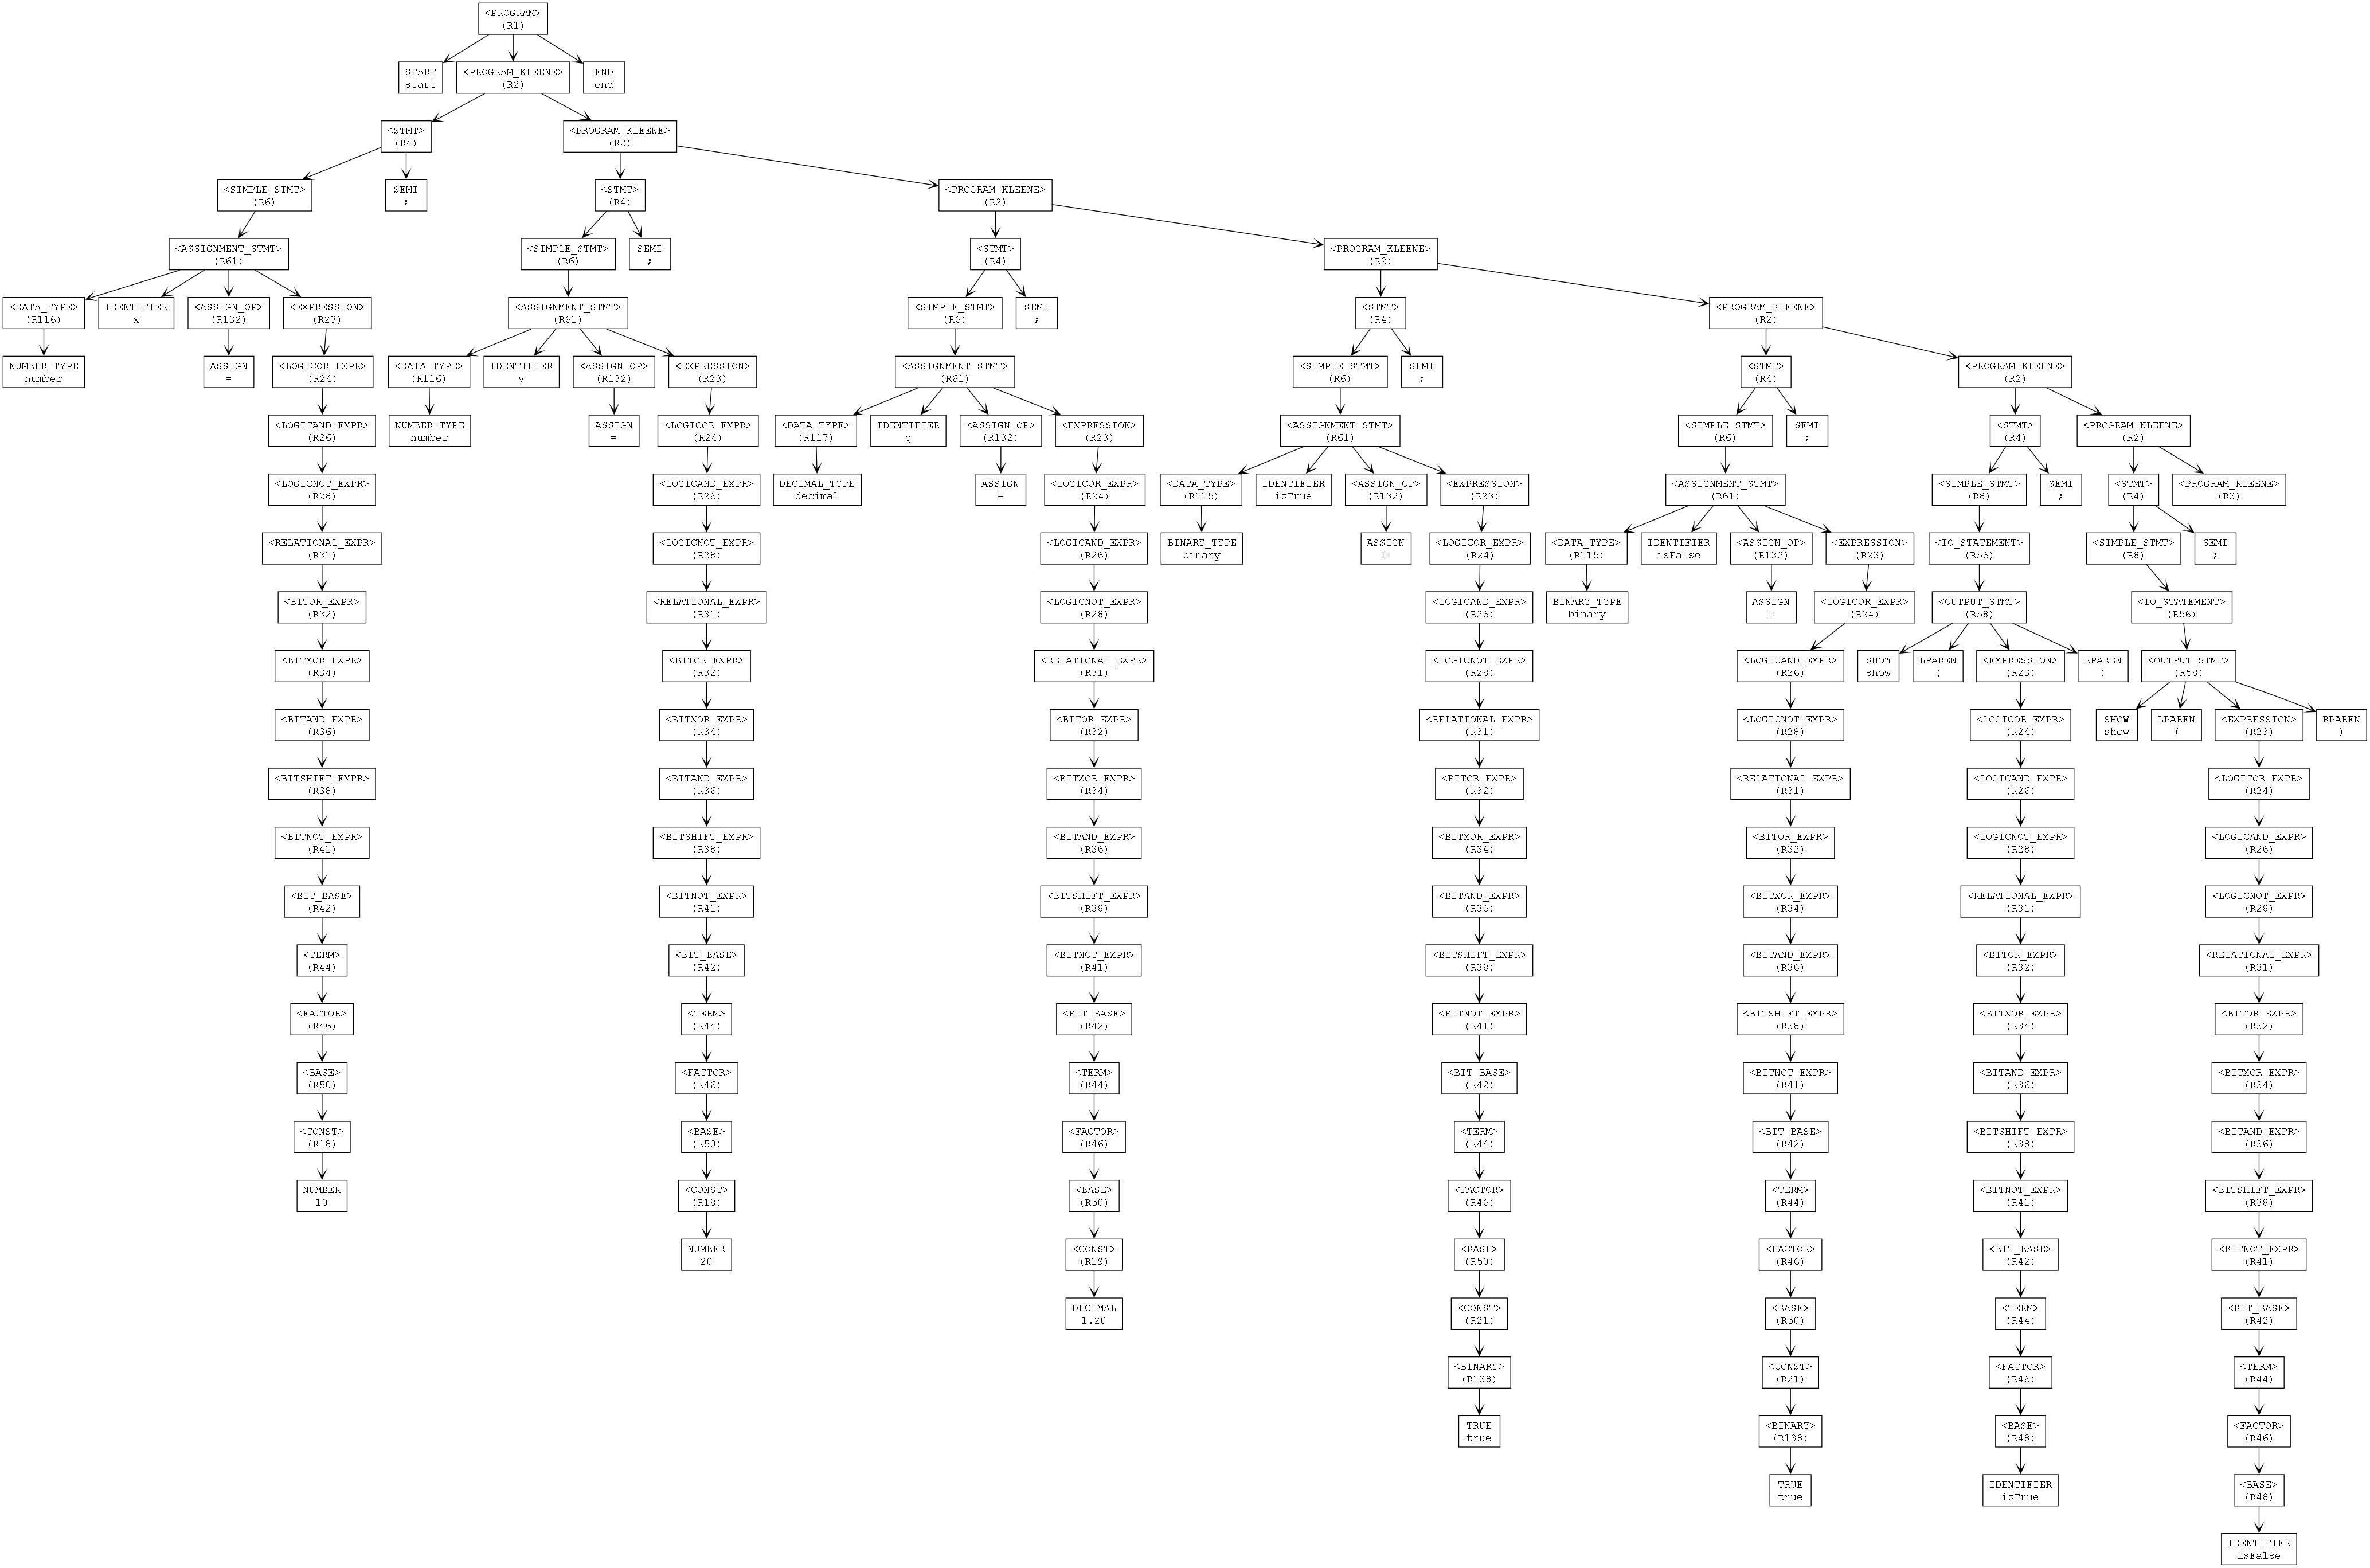 <PROGRAM>
(R1)
START <PROGRAM_KLEENE> END
start (R2) end
<STMT> <PROGRAM_KLEENE>
(R4) (R2)
<SIMPLE_STMT> SEMI <STMT> <PROGRAM_KLEENE>
(R6) ; (R4) (R2)
<ASSIGNMENT_STMT> <SIMPLE_STMT> SEMI <STMT> <PROGRAM_KLEENE>
(R61) (R6) ; (R4) (R2)
<DATA_TYPE> IDENTIFIER <ASSIGN_OP> <EXPRESSION> <ASSIGNMENT_STMT> <SIMPLE_STMT> SEMI <STMT> <PROGRAM_KLEENE>
(R116) x (R132) (R23) (R61) (R6) ; (R4) (R2)
NUMBER_TYPE ASSIGN <LOGICOR_EXPR> <DATA_TYPE> IDENTIFIER <ASSIGN_OP> <EXPRESSION> <ASSIGNMENT_STMT> <SIMPLE_STMT> SEMI <STMT> <PROGRAM_KLEENE>
number = (R24) (R116) y (R132) (R23) (R61) (R6) ; (R4) (R2)
<LOGICAND_EXPR> NUMBER_TYPE ASSIGN <LOGICOR_EXPR> <DATA_TYPE> IDENTIFIER <ASSIGN_OP> <EXPRESSION> <ASSIGNMENT_STMT> <SIMPLE_STMT> SEMI <STMT> <PROGRAM_KLEENE>
(R26) number = (R24) (R117) g (R132) (R23) (R61) (R6) ; (R4) (R2)
<LOGICNOT_EXPR> <LOGICAND_EXPR> DECIMAL_TYPE ASSIGN <LOGICOR_EXPR> <DATA_TYPE> IDENTIFIER <ASSIGN_OP> <EXPRESSION> <ASSIGNMENT_STMT> <SIMPLE_STMT> SEMI <STMT> <PROGRAM_KLEENE>
(R28) (R26) decimal = (R24) (R115) isTrue (R132) (R23) (R61) (R8) ; (R4) (R3)
<RELATIONAL_EXPR> <LOGICNOT_EXPR> <LOGICAND_EXPR> BINARY_TYPE ASSIGN <LOGICOR_EXPR> <DATA_TYPE> IDENTIFIER <ASSIGN_OP> <EXPRESSION> <IO_STATEMENT> <SIMPLE_STMT> SEMI
(R31) (R28) (R26) binary = (R24) (R115) isFalse (R132) (R23) (R56) (R8) ;
<BITOR_EXPR> <RELATIONAL_EXPR> <LOGICNOT_EXPR> <LOGICAND_EXPR> BINARY_TYPE ASSIGN <LOGICOR_EXPR> <OUTPUT_STMT> <IO_STATEMENT>
(R32) (R31) (R28) (R26) binary = (R24) (R58) (R56)
<BITXOR_EXPR> <BITOR_EXPR> <RELATIONAL_EXPR> <LOGICNOT_EXPR> <LOGICAND_EXPR> SHOW LPAREN <EXPRESSION> RPAREN <OUTPUT_STMT>
(R34) (R32) (R31) (R28) (R26) show ( (R23) ) (R58)
<BITAND_EXPR> <BITXOR_EXPR> <BITOR_EXPR> <RELATIONAL_EXPR> <LOGICNOT_EXPR> <LOGICOR_EXPR> SHOW LPAREN <EXPRESSION> RPAREN
(R36) (R34) (R32) (R31) (R28) (R24) show ( (R23) )
<BITSHIFT_EXPR> <BITAND_EXPR> <BITXOR_EXPR> <BITOR_EXPR> <RELATIONAL_EXPR> <LOGICAND_EXPR> <LOGICOR_EXPR>
(R38) (R36) (R34) (R32) (R31) (R26) (R24)
<BITNOT_EXPR> <BITSHIFT_EXPR> <BITAND_EXPR> <BITXOR_EXPR> <BITOR_EXPR> <LOGICNOT_EXPR> <LOGICAND_EXPR>
(R41) (R38) (R36) (R34) (R32) (R28) (R26)
<BIT_BASE> <BITNOT_EXPR> <BITSHIFT_EXPR> <BITAND_EXPR> <BITXOR_EXPR> <RELATIONAL_EXPR> <LOGICNOT_EXPR>
(R42) (R41) (R38) (R36) (R34) (R31) (R28)
<TERM> <BIT_BASE> <BITNOT_EXPR> <BITSHIFT_EXPR> <BITAND_EXPR> <BITOR_EXPR> <RELATIONAL_EXPR>
(R44) (R42) (R41) (R38) (R36) (R32) (R31)
<FACTOR> <TERM> <BIT_BASE> <BITNOT_EXPR> <BITSHIFT_EXPR> <BITXOR_EXPR> <BITOR_EXPR>
(R46) (R44) (R42) (R41) (R38) (R34) (R32)
<BASE> <FACTOR> <TERM> <BIT_BASE> <BITNOT_EXPR> <BITAND_EXPR> <BITXOR_EXPR>
(R50) (R46) (R44) (R42) (R41) (R36) (R34)
<CONST> <BASE> <FACTOR> <TERM> <BIT_BASE> <BITSHIFT_EXPR> <BITAND_EXPR>
(R18) (R50) (R46) (R44) (R42) (R38) (R36)
NUMBER <CONST> <BASE> <FACTOR> <TERM> <BITNOT_EXPR> <BITSHIFT_EXPR>
10 (R18) (R50) (R46) (R44) (R41) (R38)
NUMBER <CONST> <BASE> <FACTOR> <BIT_BASE> <BITNOT_EXPR>
20 (R19) (R50) (R46) (R42) (R41)
DECIMAL <CONST> <BASE> <TERM> <BIT_BASE>
1.20 (R21) (R50) (R44) (R42)
<BINARY> <CONST> <FACTOR> <TERM>
(R138) (R21) (R46) (R44)
TRUE <BINARY> <BASE> <FACTOR>
true (R138) (R48) (R46)
TRUE IDENTIFIER <BASE>
true isTrue (R48)
IDENTIFIER
isFalse